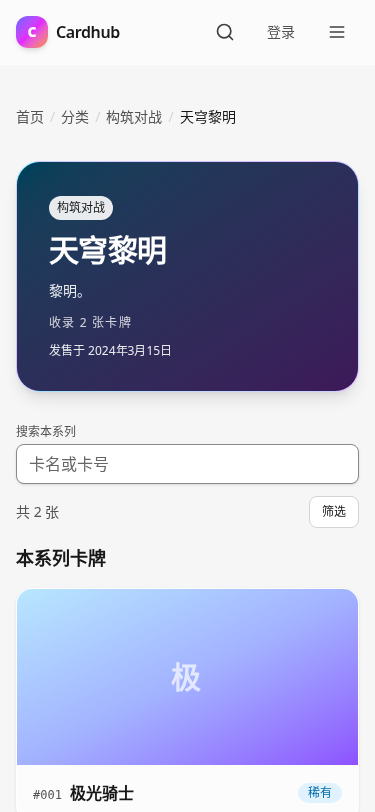 C Cardhub 登录
首页 / 分类 / 构筑对战 / 天穹黎明
构筑对战
天穹黎明
黎明。
收录 2 张卡牌
发售于 2024年3月15日
搜索本系列
卡名或卡号
共 2 张 筛选
本系列卡牌
极
#001 极光骑士 稀有